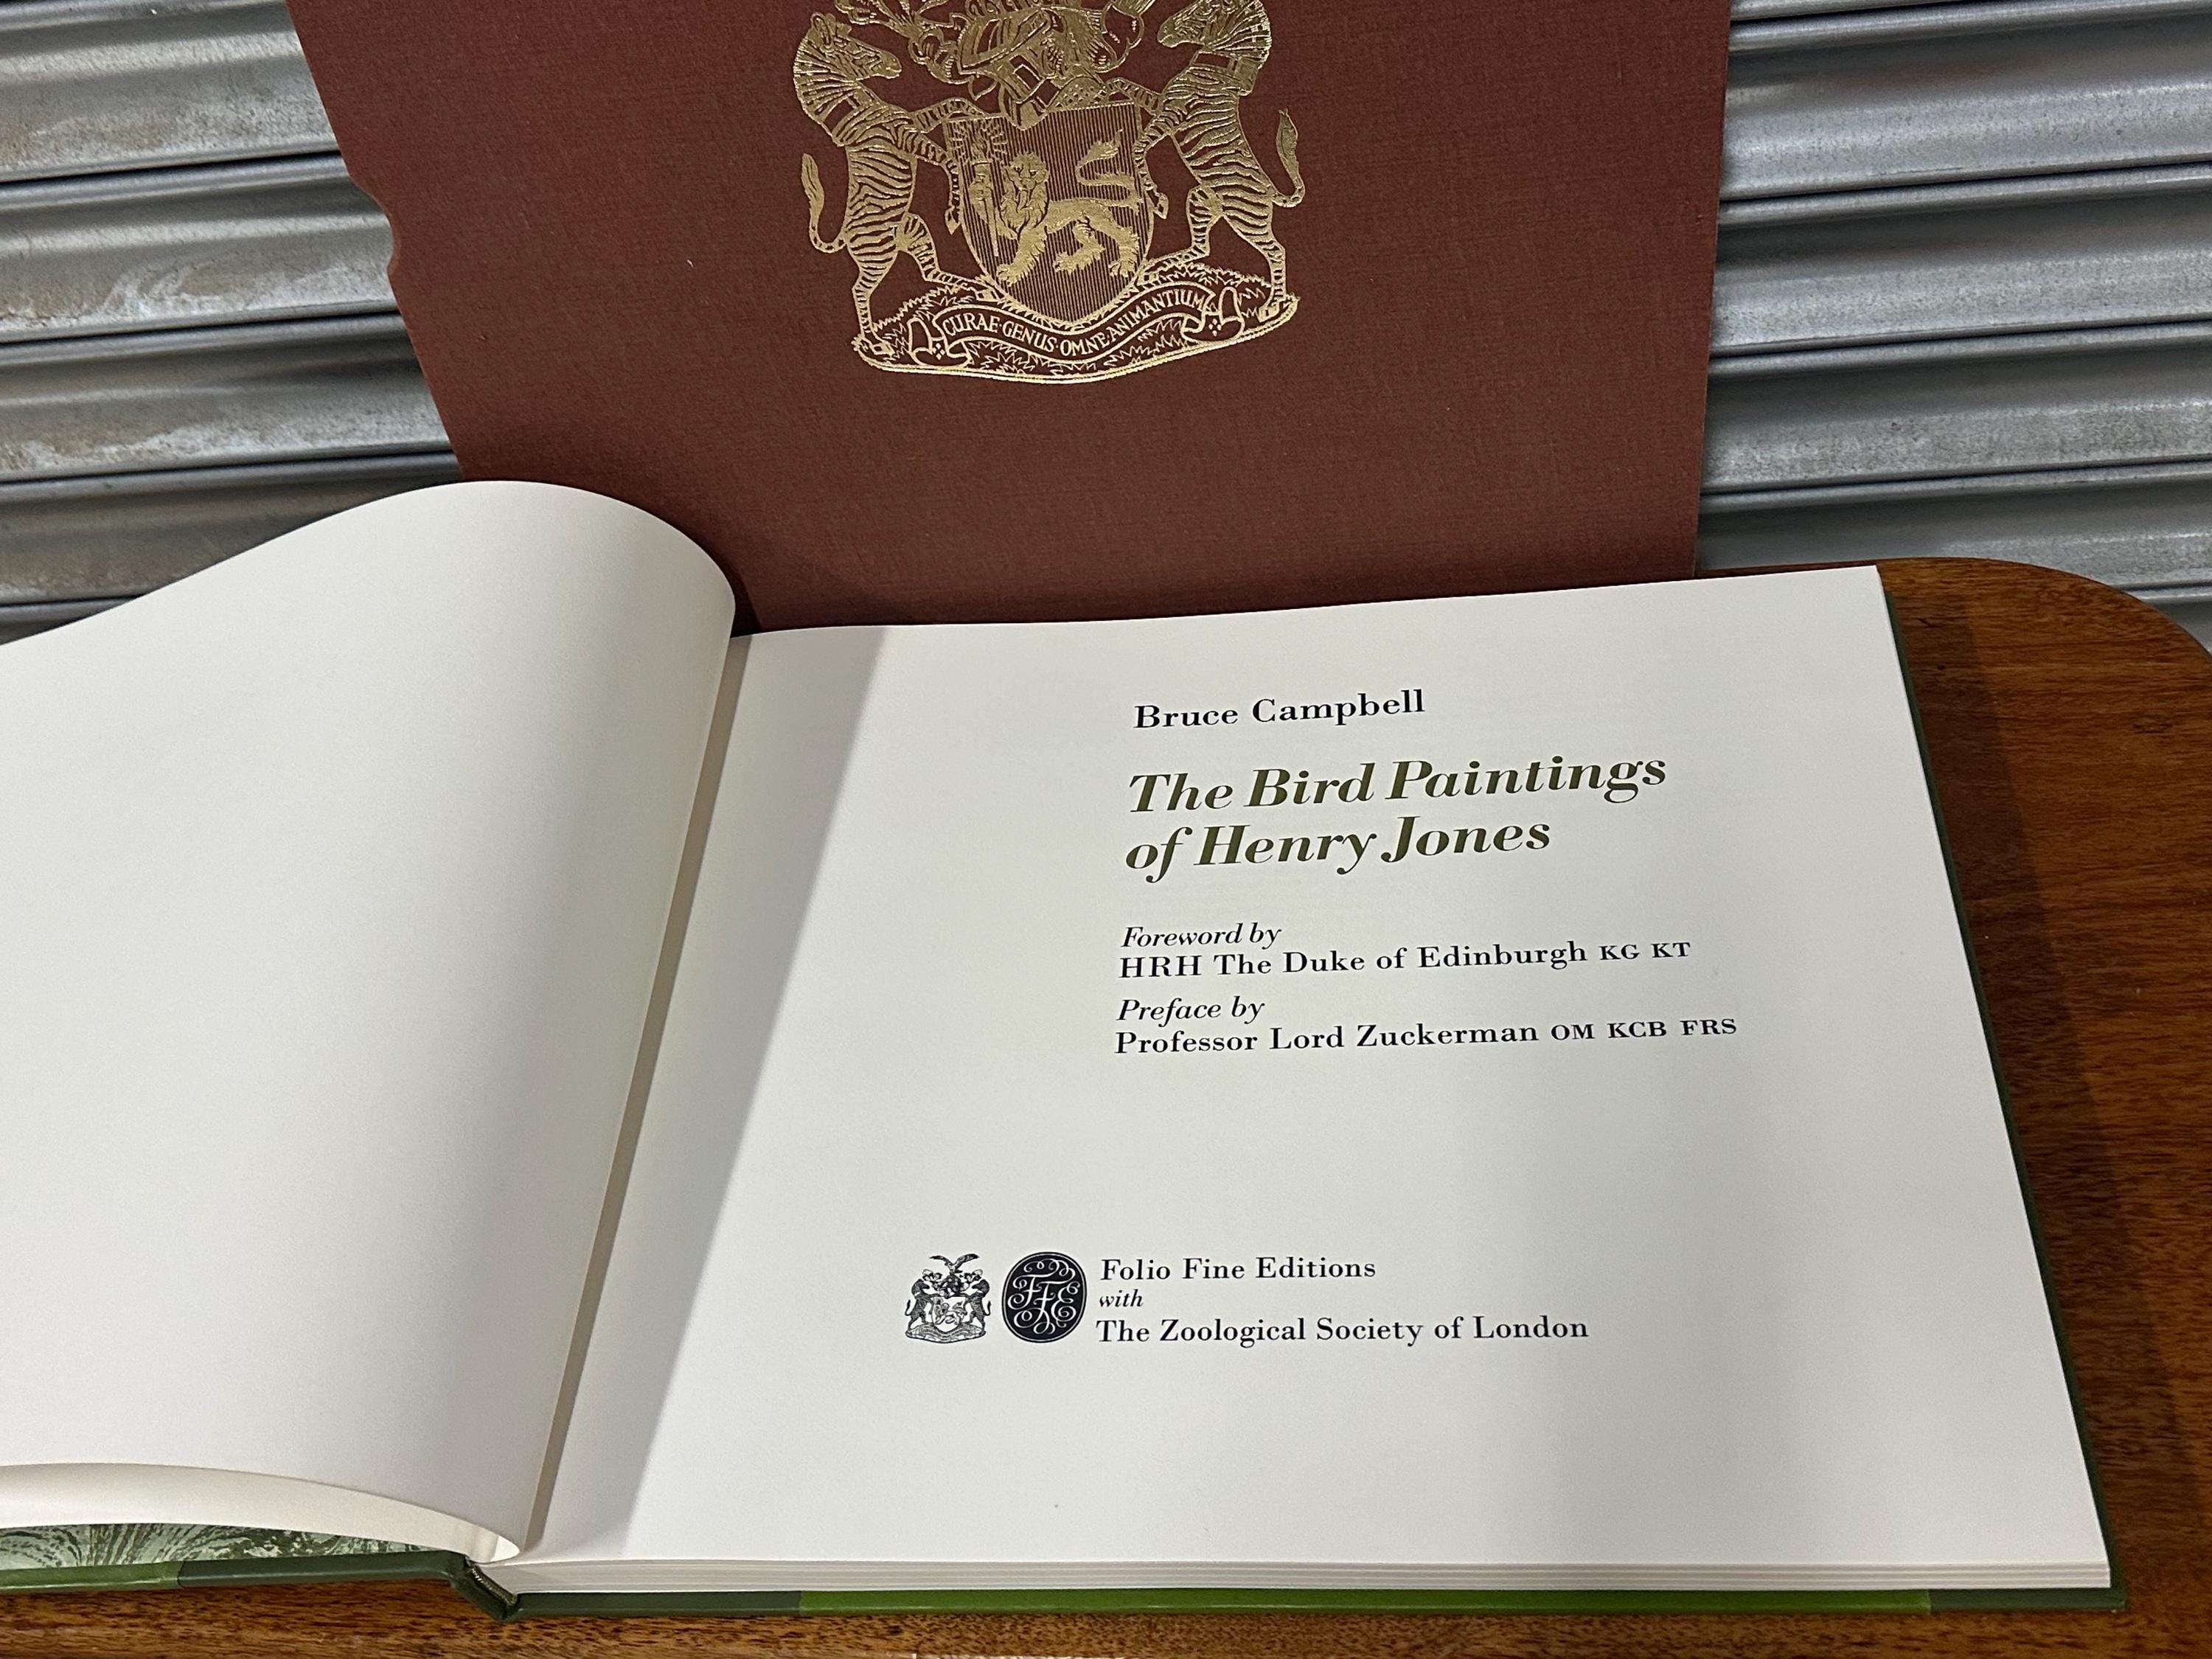 CURAE·GENUS·OMNE·ANIMANTIUM
Bruce Campbell
The Bird Paintings
of Henry Jones
Foreword by
HRH The Duke of Edinburgh KG KT
Preface by
Professor Lord Zuckerman OM KCB FRS
FFE
Folio Fine Editions
with
The Zoological Society of London